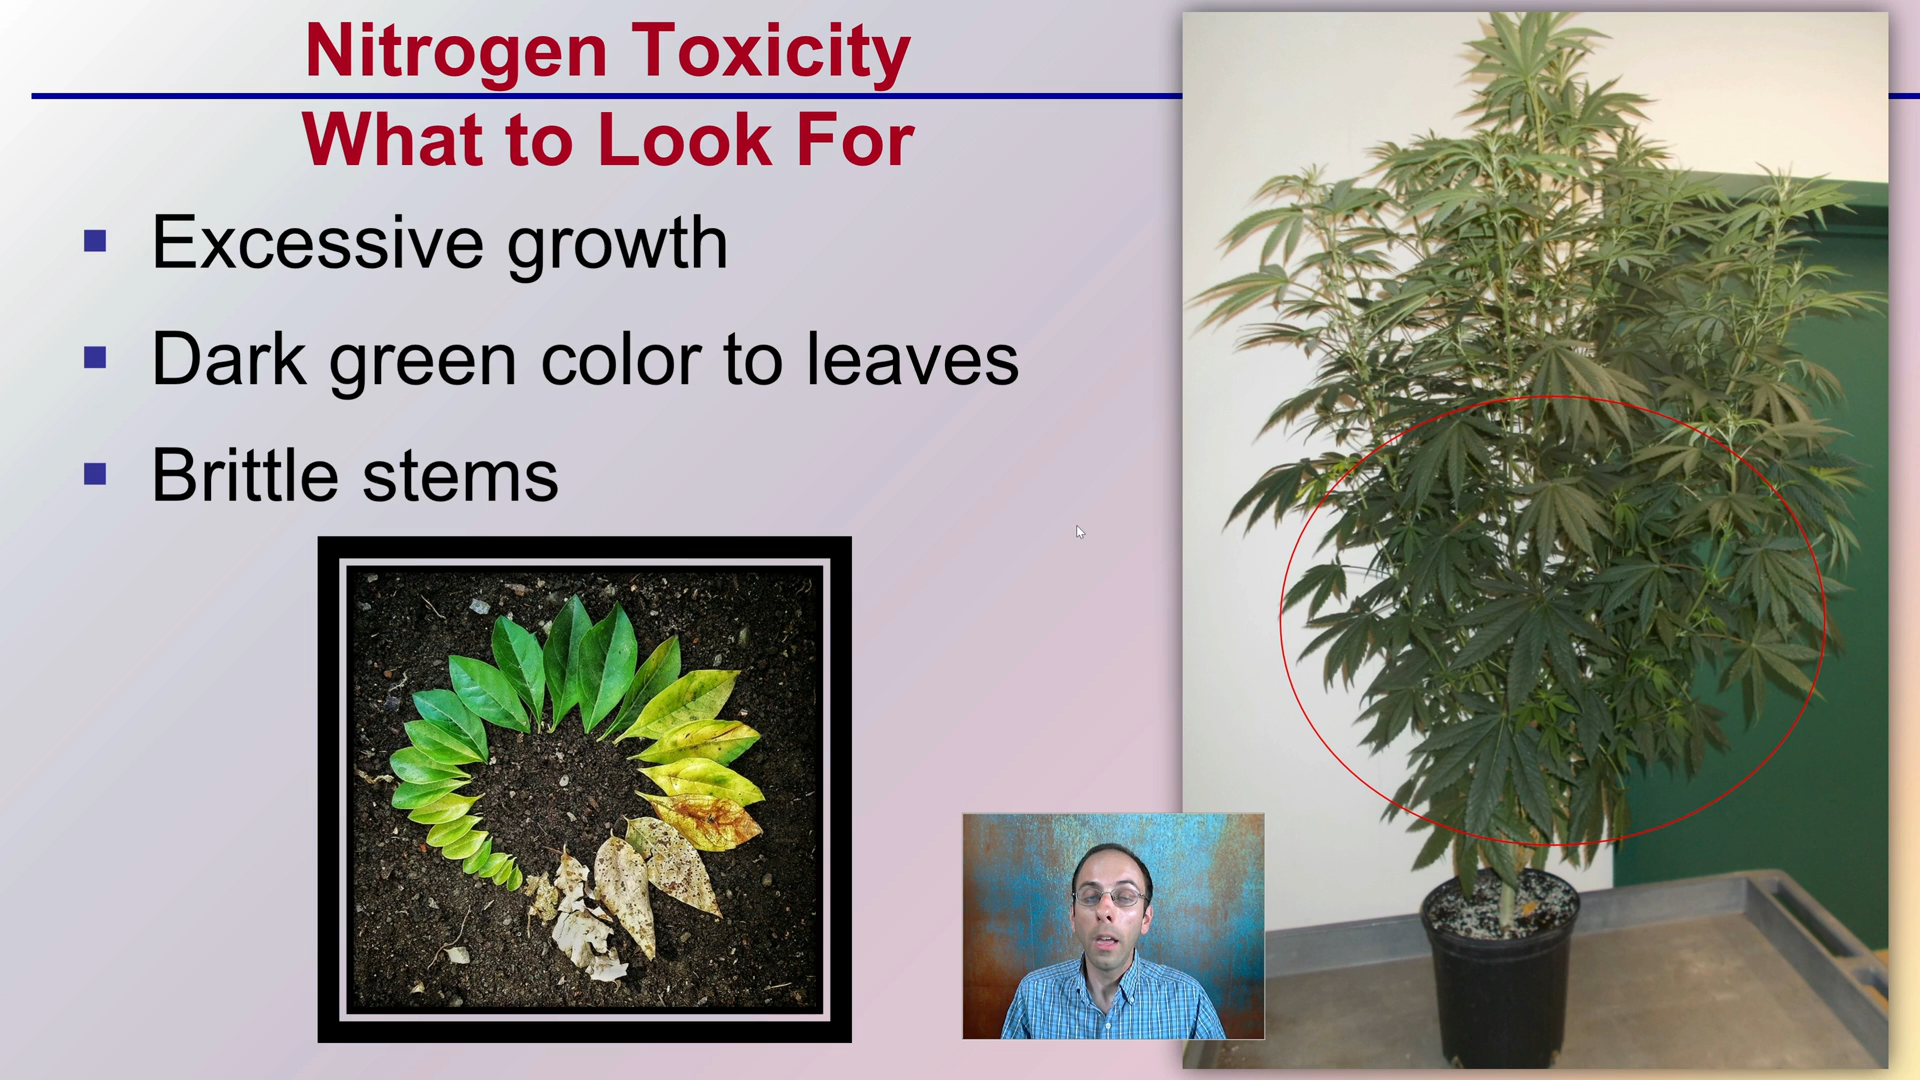 Nitrogen Toxicity
What to Look For
Excessive growth
Dark green color to leaves
Brittle stems